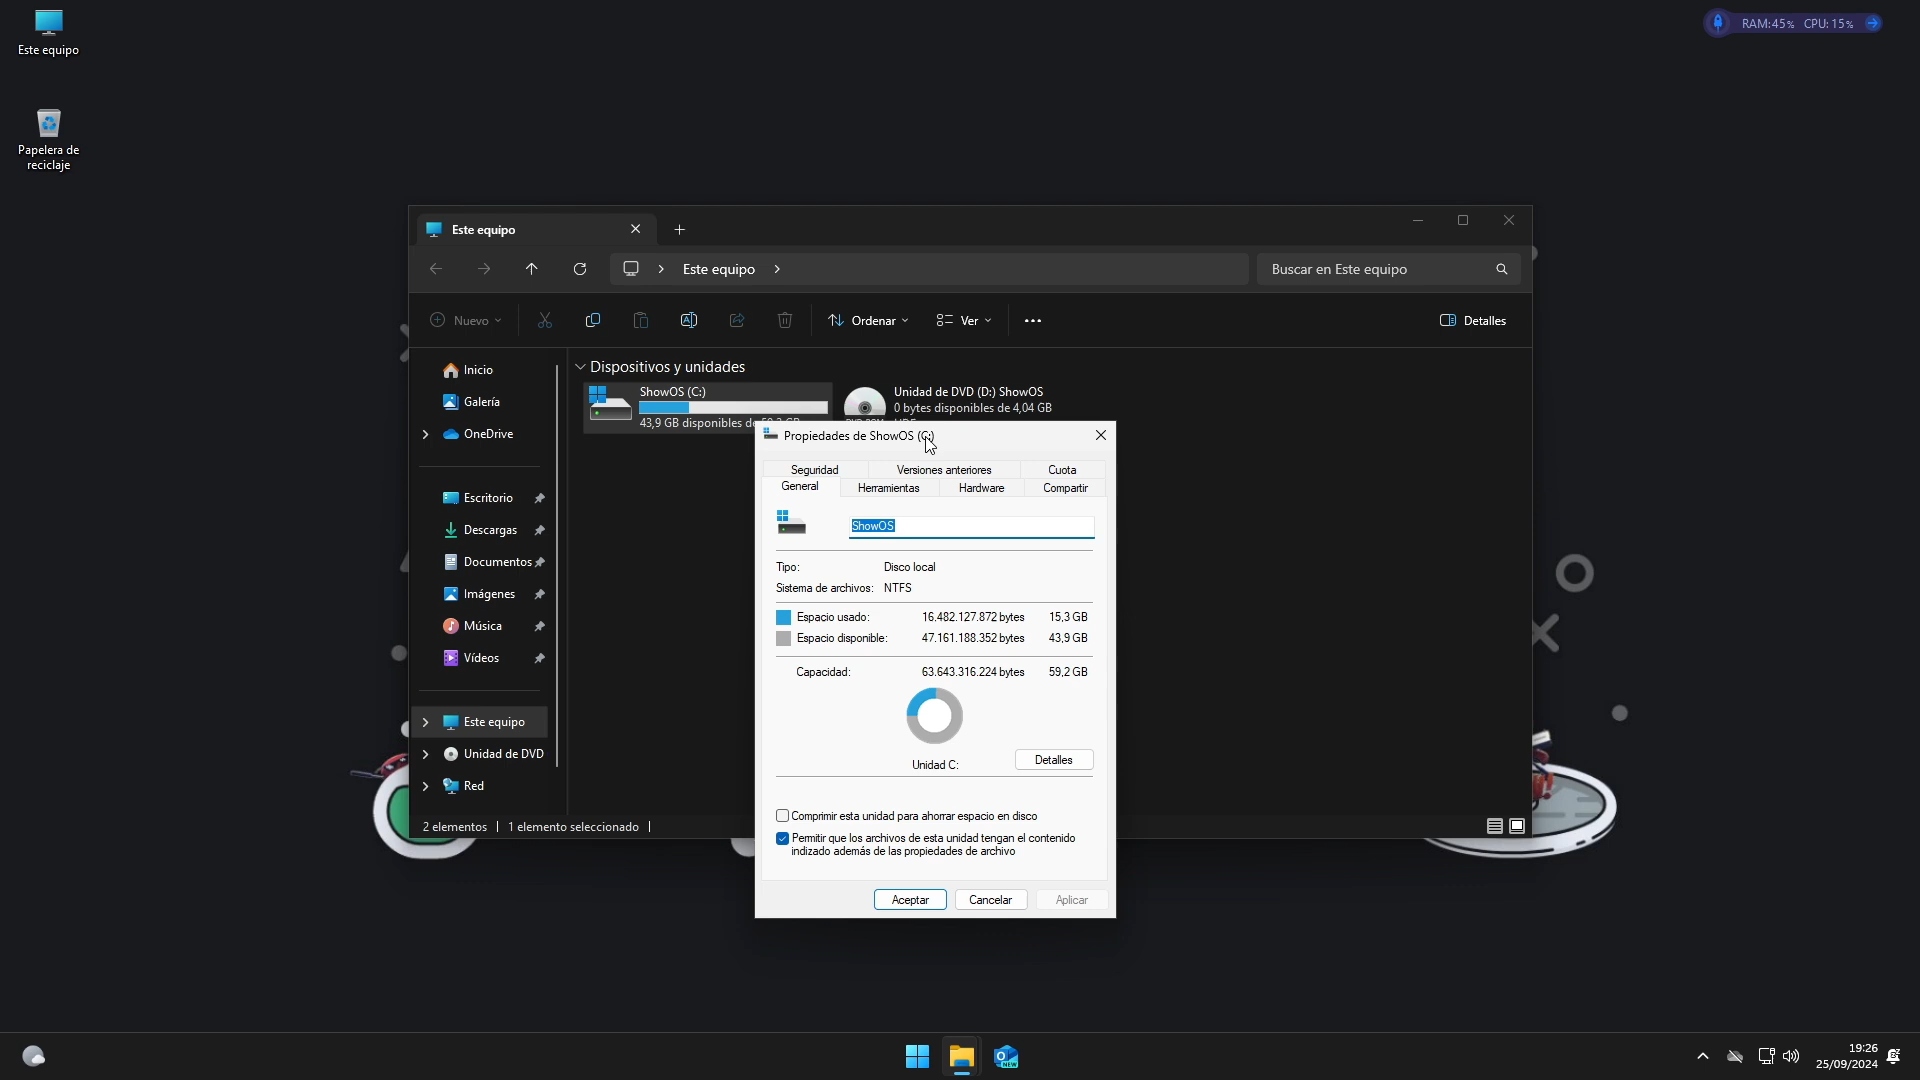 Este equipo
Papelera de
reciclaje
RAM:45% CPU:15%
Este equipo
Este equipo
Buscar en Este equipo
Nuevo
Ordenar
Ver
Detalles
Inicio
Galería
OneDrive
Escritorio
Descargas
Documentos
Imágenes
Música
Vídeos
Este equipo
Unidad de DVD
Red
Dispositivos y unidades
ShowOS (C:)
43,9 GB disponibles de
Unidad de DVD (D:) ShowOS
0 bytes disponibles de 4,04 GB
2 elementos
1 elemento seleccionado
Propiedades de ShowOS (C:)
Seguridad
Versiones anteriores
Cuota
General
Herramientas
Hardware
Compartir
ShowOS
Tipo: Disco local
Sistema de archivos: NTFS
Espacio usado: 16.482.127.872 bytes 15,3 GB
Espacio disponible: 47.161.188.352 bytes 43,9 GB
Capacidad: 63.643.316.224 bytes 59,2 GB
Unidad C:
Detalles
Comprimir esta unidad para ahorrar espacio en disco
Permitir que los archivos de esta unidad tengan el contenido
indizado además de las propiedades de archivo
Aceptar
Cancelar
Aplicar
NEW
19:26
25/09/2024